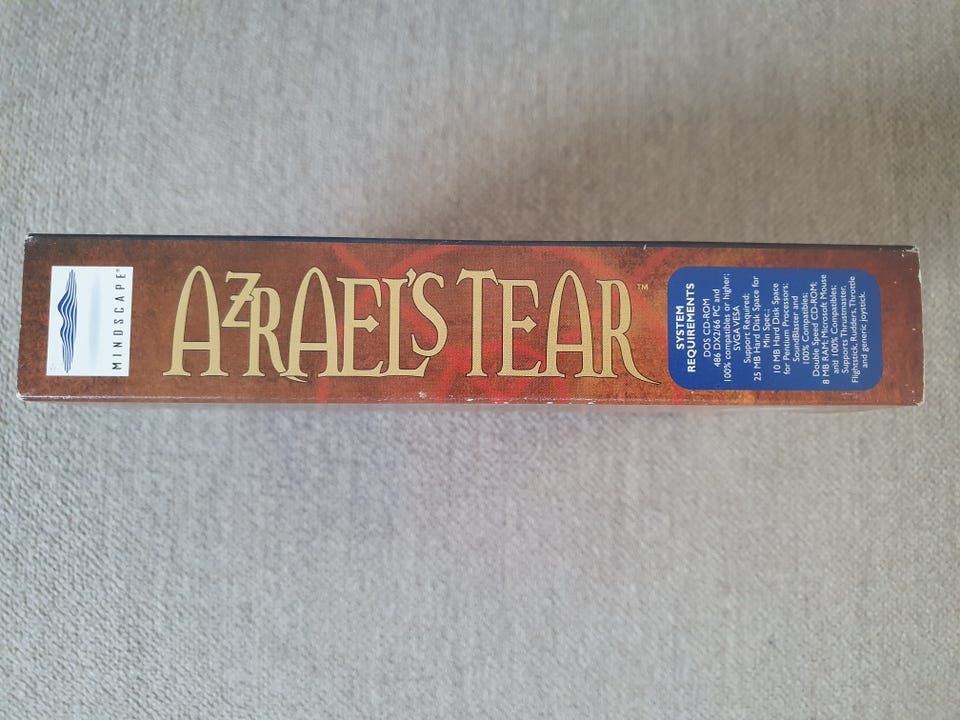 MINDSCAPE®
AZRAEL'S TEAR™
SYSTEM
REQUIREMENTS
DOS CD-ROM
486 DX2/66 PC and
100% compatibles or higher;
SVGA VESA
Support Required;
25 MB Hard Disk Space for
Min Spec.;
10 MB Hard Disk Space
for Pentium Processors;
SoundBlaster and
100% Compatibles;
Double Speed CD-ROM;
8 MB RAM; Microsoft Mouse
and 100% Compatibles;
Supports Thrustmaster,
Flightstick, Rudders, Throttle
and generic joystick.